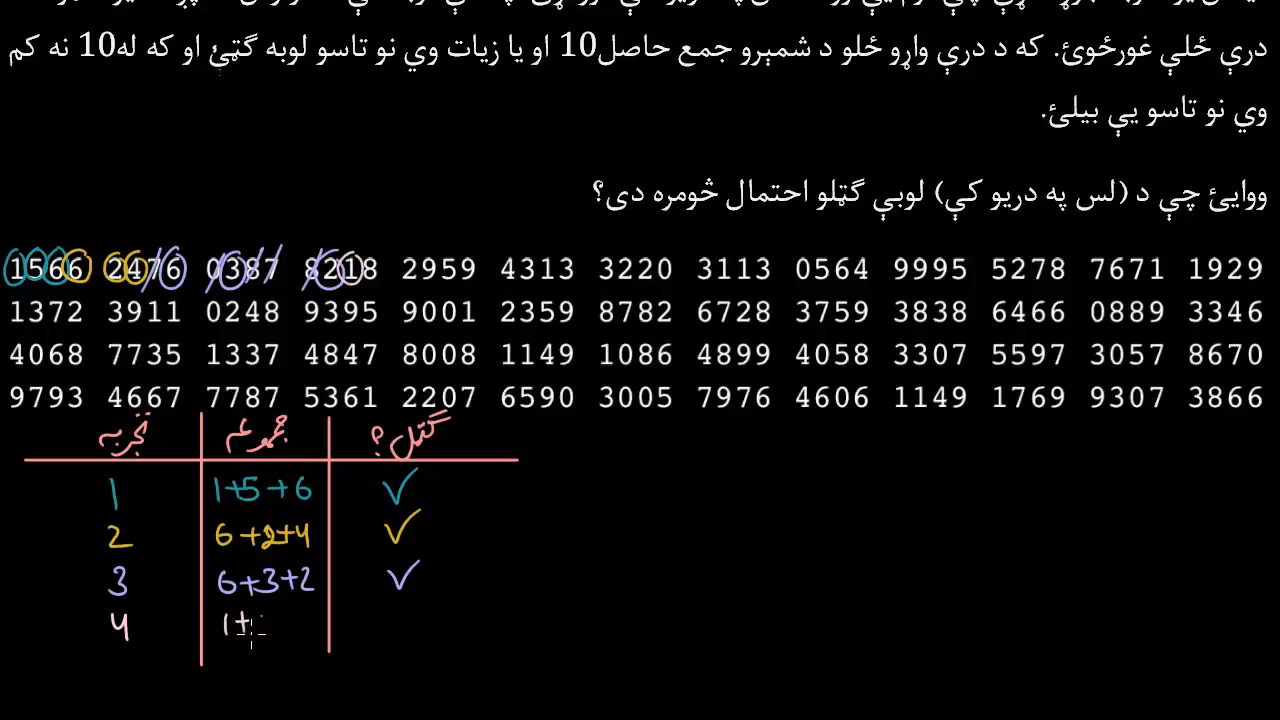 درې ځلې غورځوئ. که د درې واړو ځلو د شمېرو جمع حاصل10 او یا زیات وي نو تاسو لوبه ګټئ او که له10 نه کم
وي نو تاسو یې بیلئ.
ووایئ چې د (لس په دریو کې) لوبې ګټلو احتمال څومره دی؟
1566 2476 0387 8218 2959 4313 3220 3113 0564 9995 5278 7671 1929
1372 3911 0248 9395 9001 2359 8782 6728 3759 3838 6466 0889 3346
4068 7735 1337 4847 8008 1149 1086 4899 4058 3307 5597 3057 8670
9793 4667 7787 5361 2207 6590 3005 7976 4606 1149 1769 9307 3866
تجربه مجموعه ګټل؟
1 1+5+6 ✓
2 6+2+4 ✓
3 6+3+2 ✓
4 1+